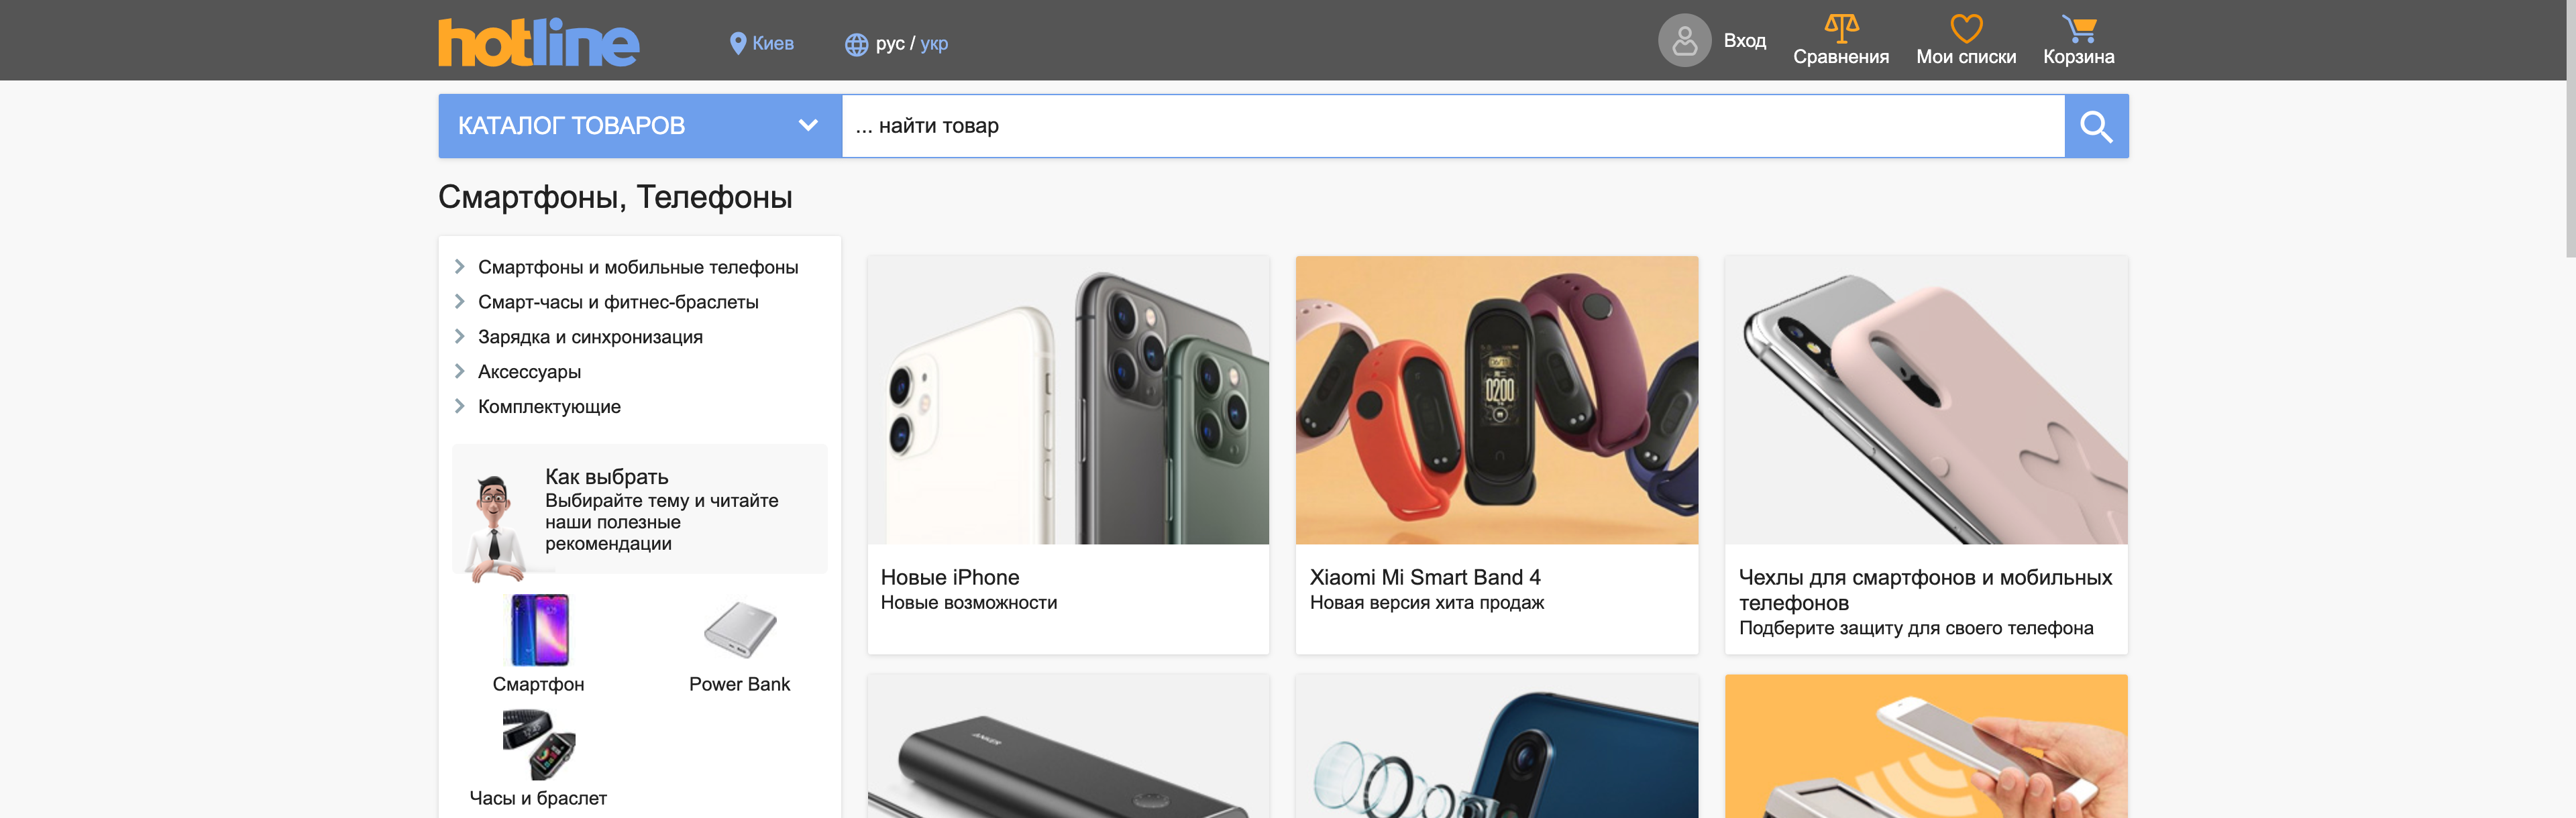 hotline
Киев
рус / укр
Вход
Сравнения
Мои списки
Корзина
КАТАЛОГ ТОВАРОВ
... найти товар
Смартфоны, Телефоны
Смартфоны и мобильные телефоны
Смарт-часы и фитнес-браслеты
Зарядка и синхронизация
Аксессуары
Комплектующие
Как выбрать
Выбирайте тему и читайте
наши полезные
рекомендации
Смартфон
Power Bank
Часы и браслет
0200
Новые iPhone
Новые возможности
Xiaomi Mi Smart Band 4
Новая версия хита продаж
Чехлы для смартфонов и мобильных
телефонов
Подберите защиту для своего телефона
ANKER